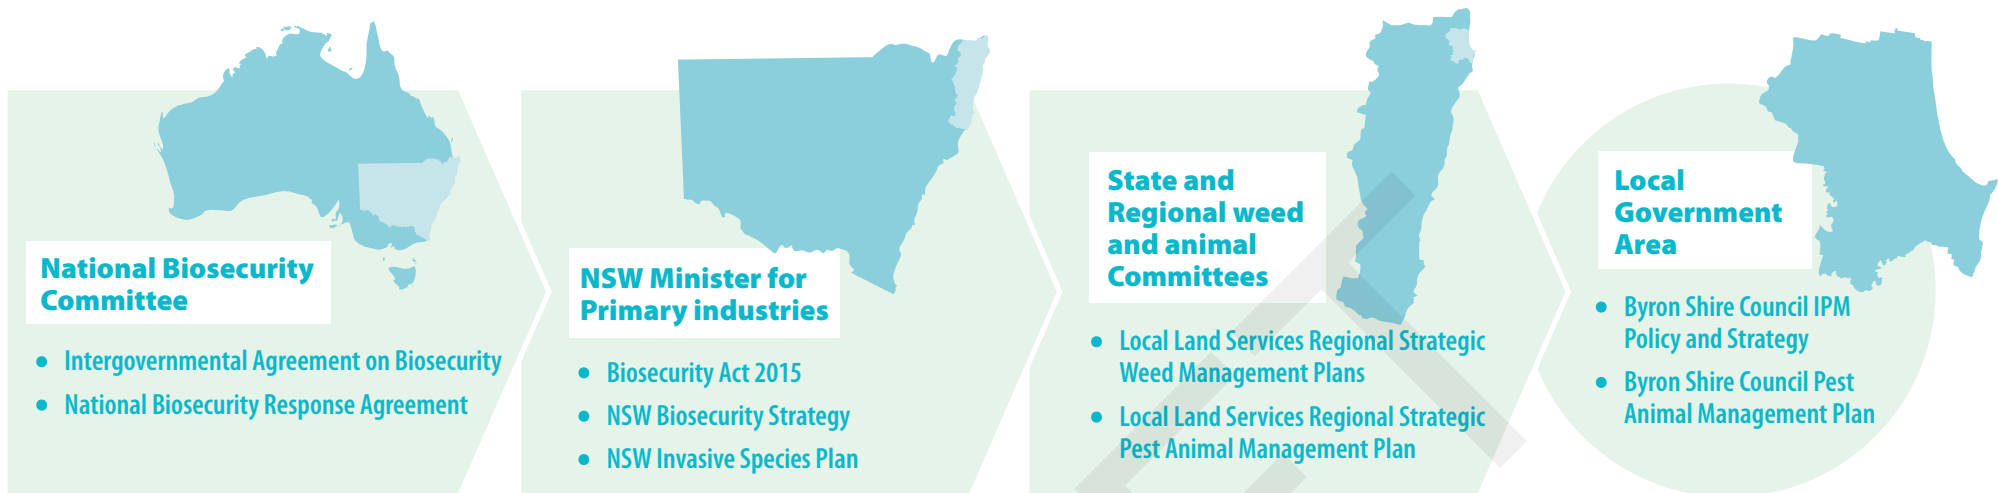 National Biosecurity
Committee
• Intergovernmental Agreement on Biosecurity
• National Biosecurity Response Agreement
NSW Minister for
Primary industries
• Biosecurity Act 2015
• NSW Biosecurity Strategy
• NSW Invasive Species Plan
State and
Regional weed
and animal
Committees
• Local Land Services Regional Strategic
Weed Management Plans
• Local Land Services Regional Strategic
Pest Animal Management Plan
Local
Government
Area
• Byron Shire Council IPM
Policy and Strategy
• Byron Shire Council Pest
Animal Management Plan